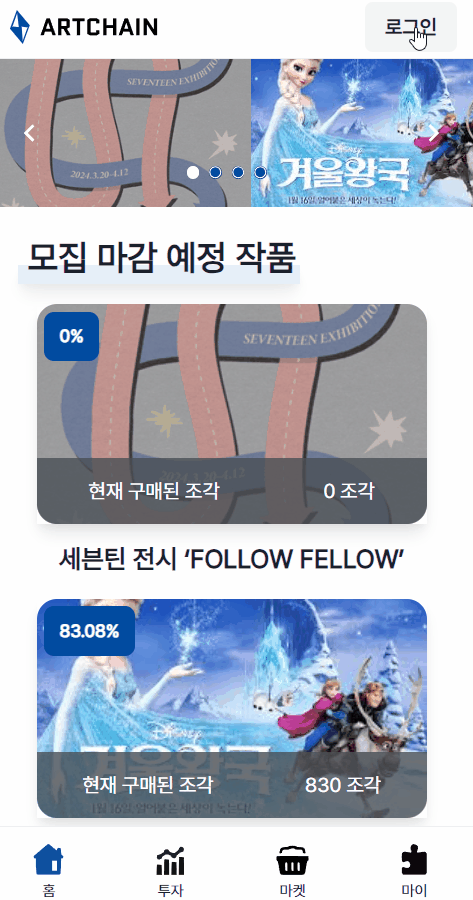 ARTCHAIN
로그인
SEVENTEEN EXHIBITION
2024.3.20-4.12
Disney
겨울왕국
1월 16일, 얼어붙은 세상이 녹는다!
모집 마감 예정 작품
0%
SEVENTEEN EXHIBITION
2024.3.20-4.12
현재 구매된 조각
0 조각
세븐틴 전시 ‘FOLLOW FELLOW’
83.08%
Disney
겨울왕국
현재 구매된 조각
830 조각
1월 16일, 얼어붙은 세상이 녹는다!
홈
투자
마켓
마이